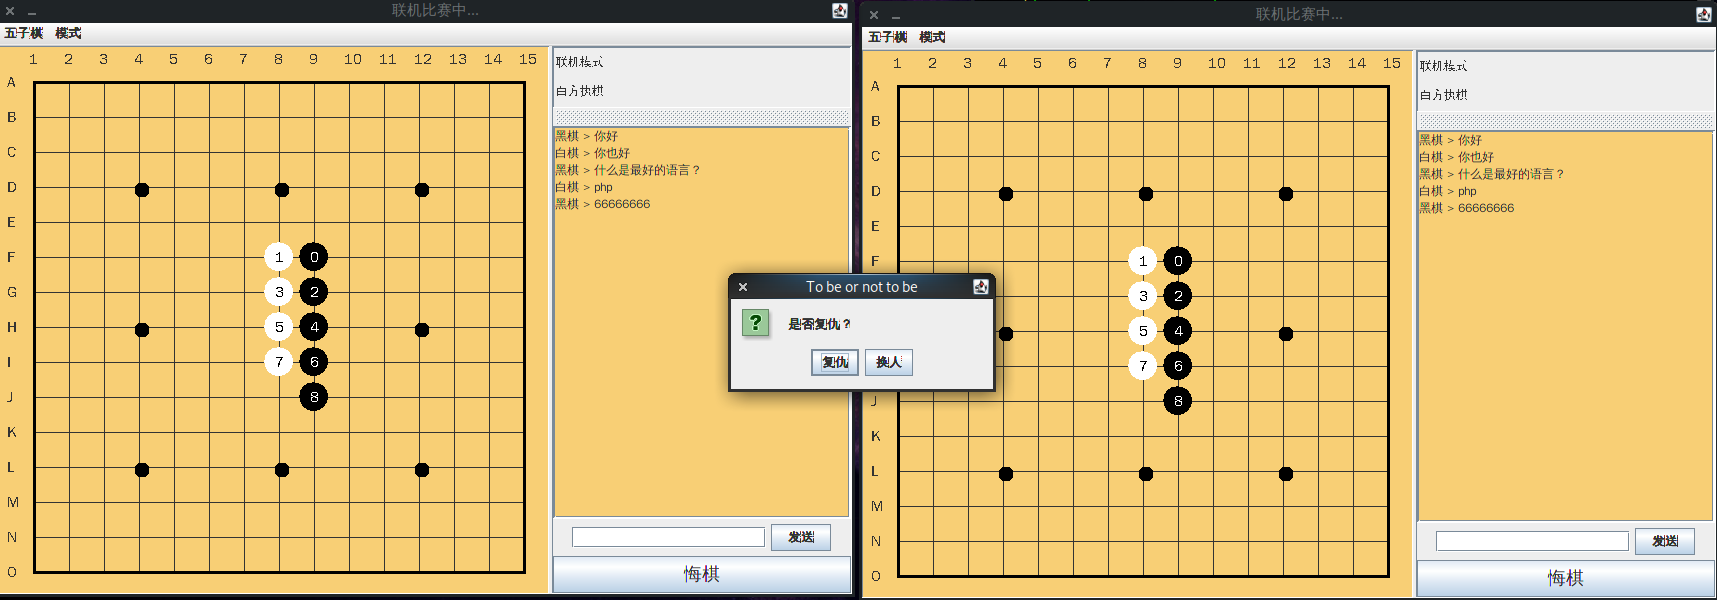 联机比赛中...
五子棋 模式
1 2 3 4 5 6 7 8 9 10 11 12 13 14 15
A
B
C
D
E
F
G
H
I
J
K
L
M
N
O
1 0
3 2
5 4
7 6
8
联机模式
白方执棋
黑棋 > 你好
白棋 > 你也好
黑棋 > 什么是最好的语言？
白棋 > php
黑棋 > 66666666
发送
悔棋
To be or not to be
?
是否复仇？
复仇 换人
联机比赛中...
五子棋 模式
1 2 3 4 5 6 7 8 9 10 11 12 13 14 15
A
B
C
D
E
F
G
H
I
J
K
L
M
N
O
1 0
3 2
5 4
7 6
8
联机模式
白方执棋
黑棋 > 你好
白棋 > 你也好
黑棋 > 什么是最好的语言？
白棋 > php
黑棋 > 66666666
发送
悔棋